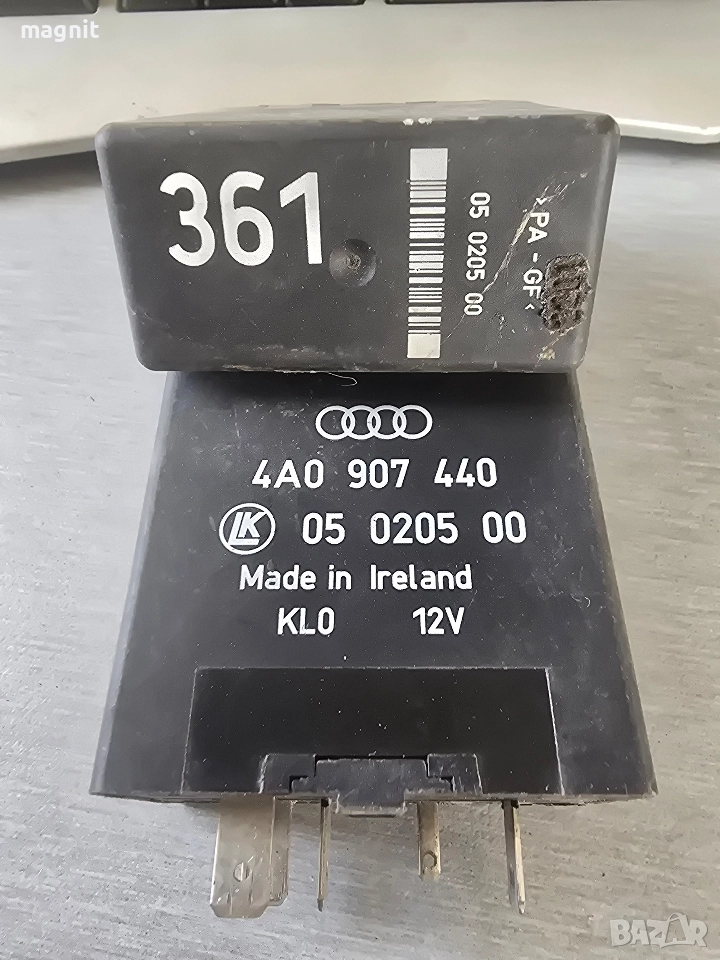 magnit
361
05 0205 00
>PA-GF<
4A0 907 440
LK 05 0205 00
Made in Ireland
KL0 12V
BAZAR